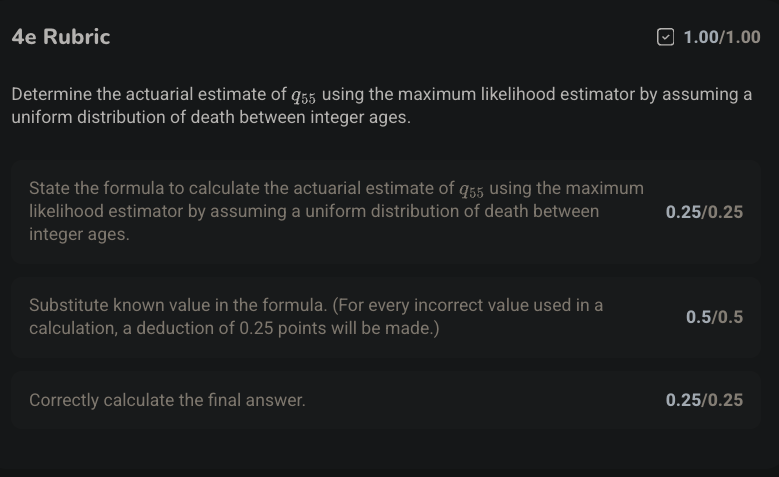 4e Rubric
1.00/1.00
Determine the actuarial estimate of q55 using the maximum likelihood estimator by assuming a
uniform distribution of death between integer ages.
State the formula to calculate the actuarial estimate of q55 using the maximum
likelihood estimator by assuming a uniform distribution of death between
integer ages.
0.25/0.25
Substitute known value in the formula. (For every incorrect value used in a
calculation, a deduction of 0.25 points will be made.)
0.5/0.5
Correctly calculate the final answer.
0.25/0.25